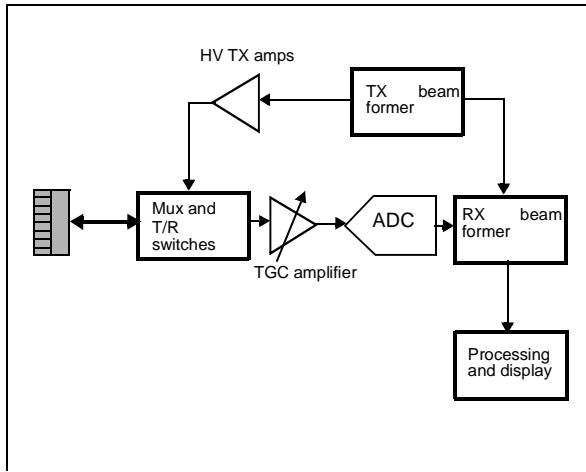 HV TX amps
TX beam
former
Mux and
T/R
switches
TGC amplifier
ADC
RX beam
former
Processing
and display